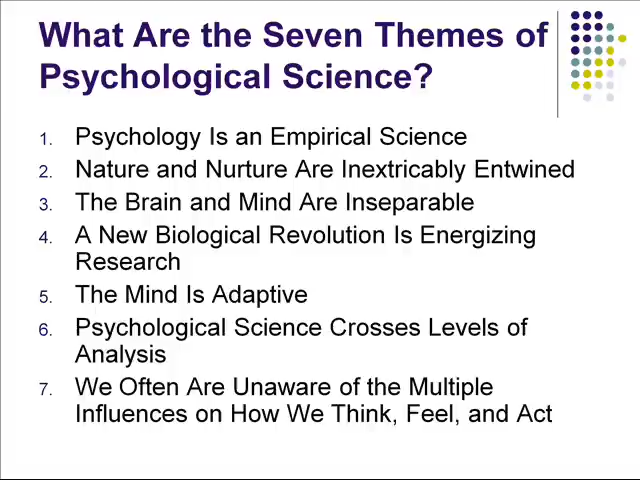 What Are the Seven Themes of
Psychological Science?
1. Psychology Is an Empirical Science
2. Nature and Nurture Are Inextricably Entwined
3. The Brain and Mind Are Inseparable
4. A New Biological Revolution Is Energizing
Research
5. The Mind Is Adaptive
6. Psychological Science Crosses Levels of
Analysis
7. We Often Are Unaware of the Multiple
Influences on How We Think, Feel, and Act